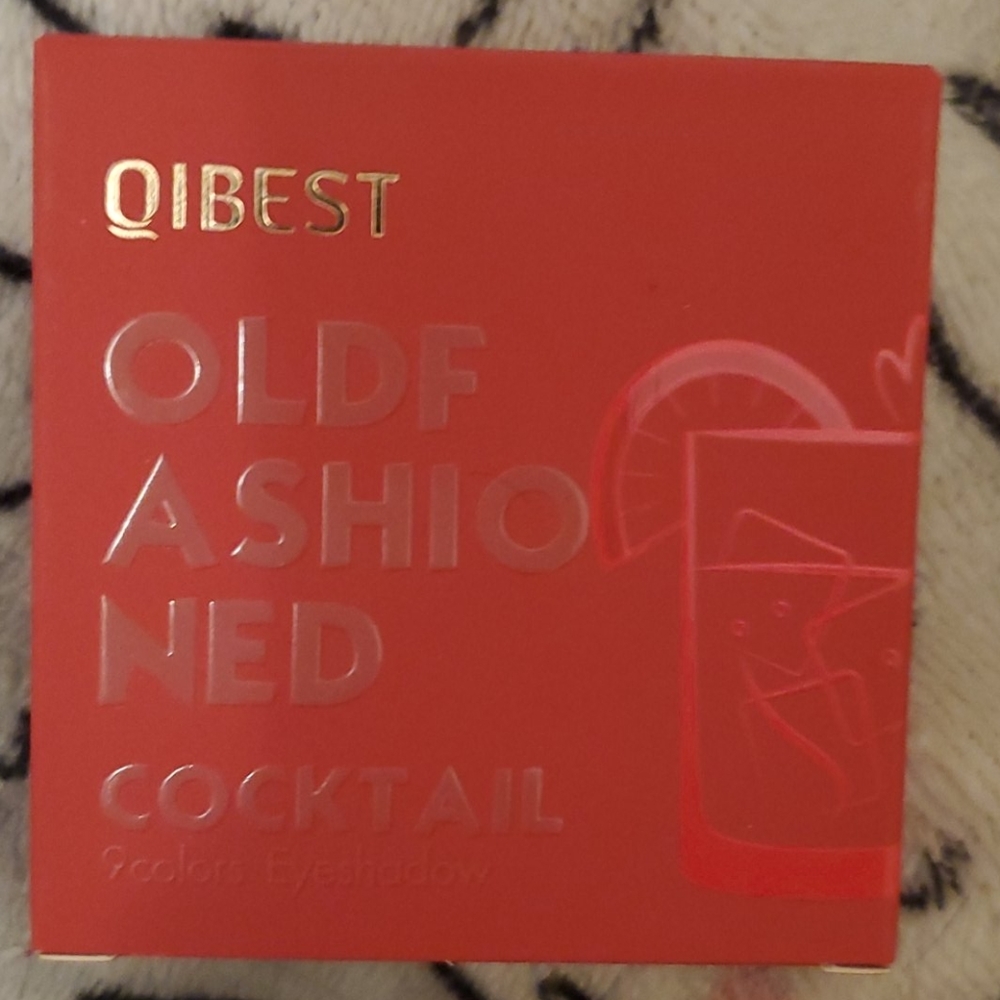 QIBEST
OLDF
ASHIO
NED
COCKTAIL
9colors Eyeshadow